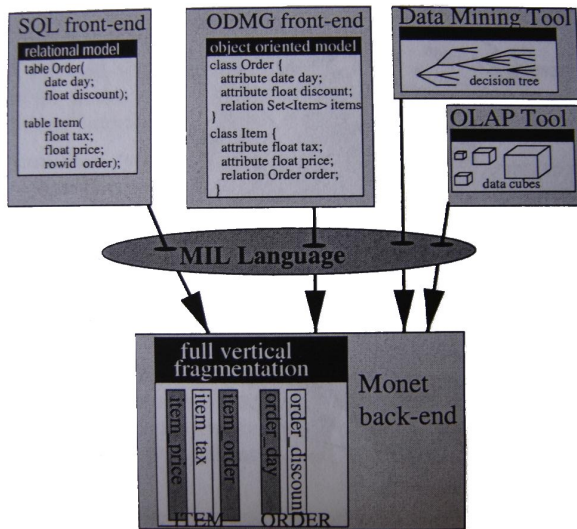 SQL front-end
relational model
table Order(
date day;
float discount);
table Item(
float tax;
float price;
rowid order);
ODMG front-end
object oriented model
class Order {
attribute date day;
attribute float discount;
relation Set<Item> items
}
class Item {
attribute float tax;
attribute float price;
relation Order order;
}
Data Mining Tool
decision tree
OLAP Tool
data cubes
MIL Language
full vertical
fragmentation
item_price
item_tax
item_order
order_day
order_discount
ITEM
ORDER
Monet
back-end